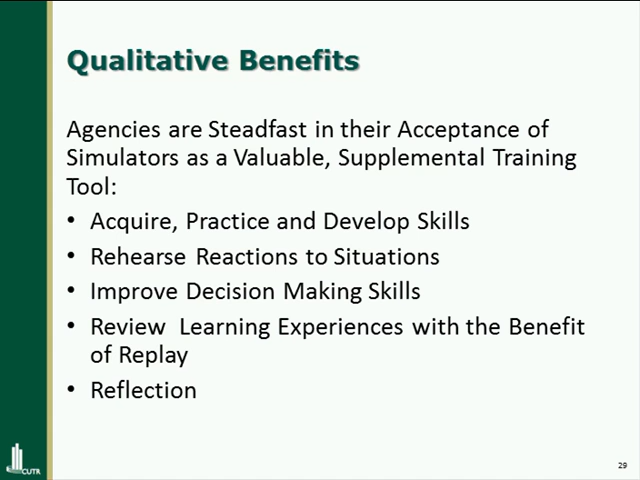 Qualitative Benefits
Agencies are Steadfast in their Acceptance of
Simulators as a Valuable, Supplemental Training
Tool:
• Acquire, Practice and Develop Skills
• Rehearse Reactions to Situations
• Improve Decision Making Skills
• Review  Learning Experiences with the Benefit
of Replay
• Reflection
CUTR
29